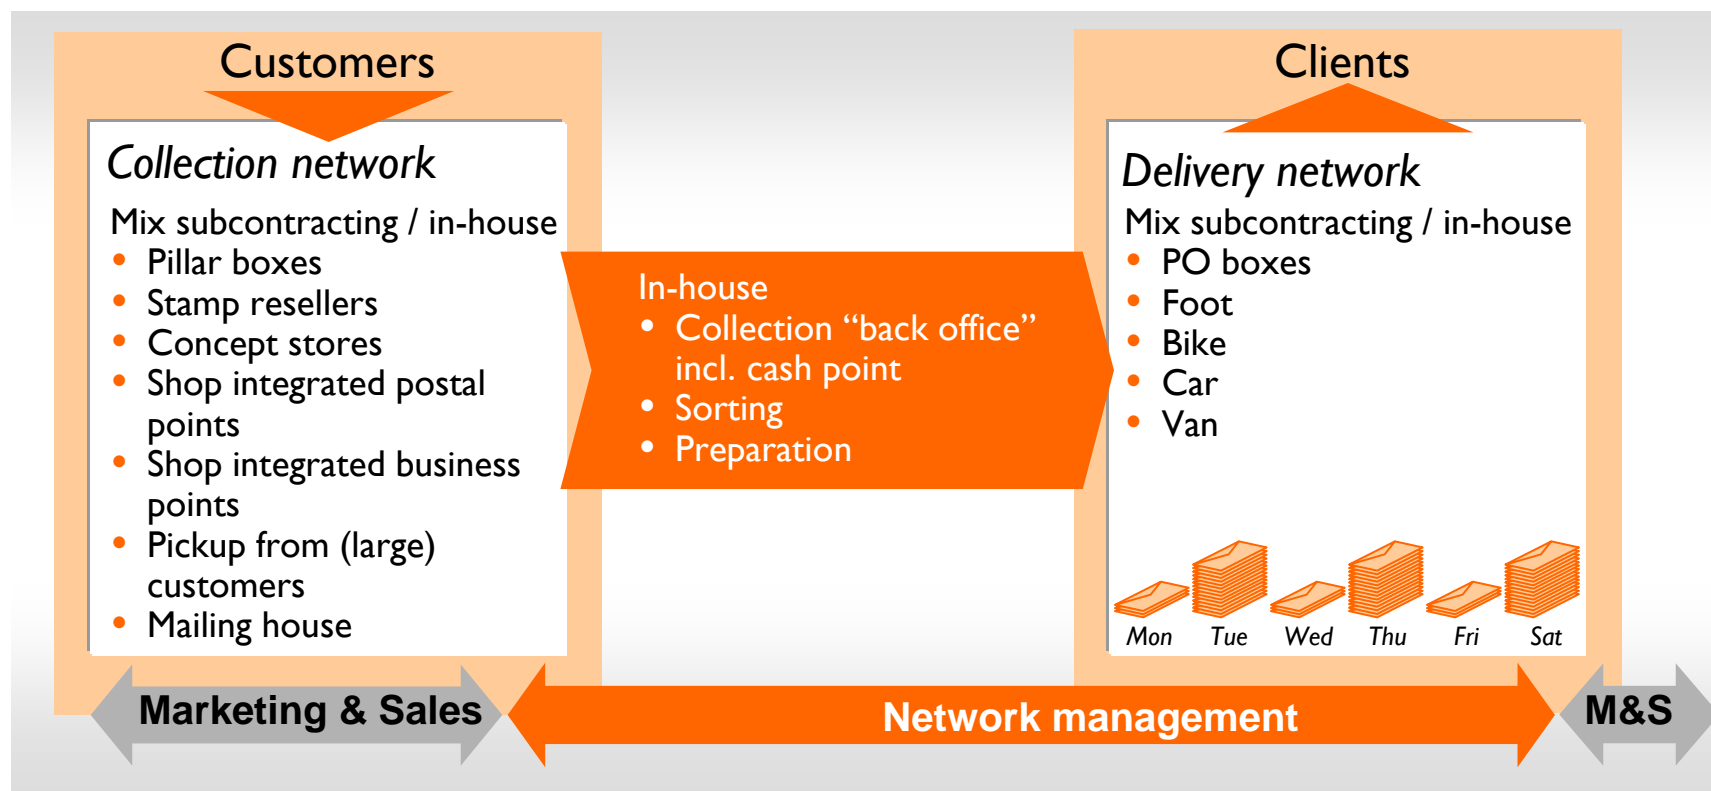 Customers
Collection network
Mix subcontracting / in-house
• Pillar boxes
• Stamp resellers
• Concept stores
• Shop integrated postal
points
• Shop integrated business
points
• Pickup from (large)
customers
• Mailing house
In-house
• Collection “back office”
incl. cash point
• Sorting
• Preparation
Clients
Delivery network
Mix subcontracting / in-house
• PO boxes
• Foot
• Bike
• Car
• Van
Mon Tue Wed Thu Fri Sat
Marketing & Sales
Network management
M&S